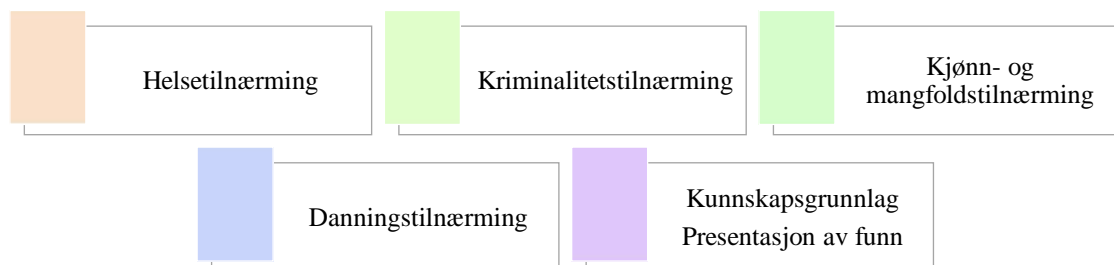 Helsetilnærming
Kriminalitetstilnærming
Kjønn- og
mangfoldstilnærming
Danningstilnærming
Kunnskapsgrunnlag
Presentasjon av funn